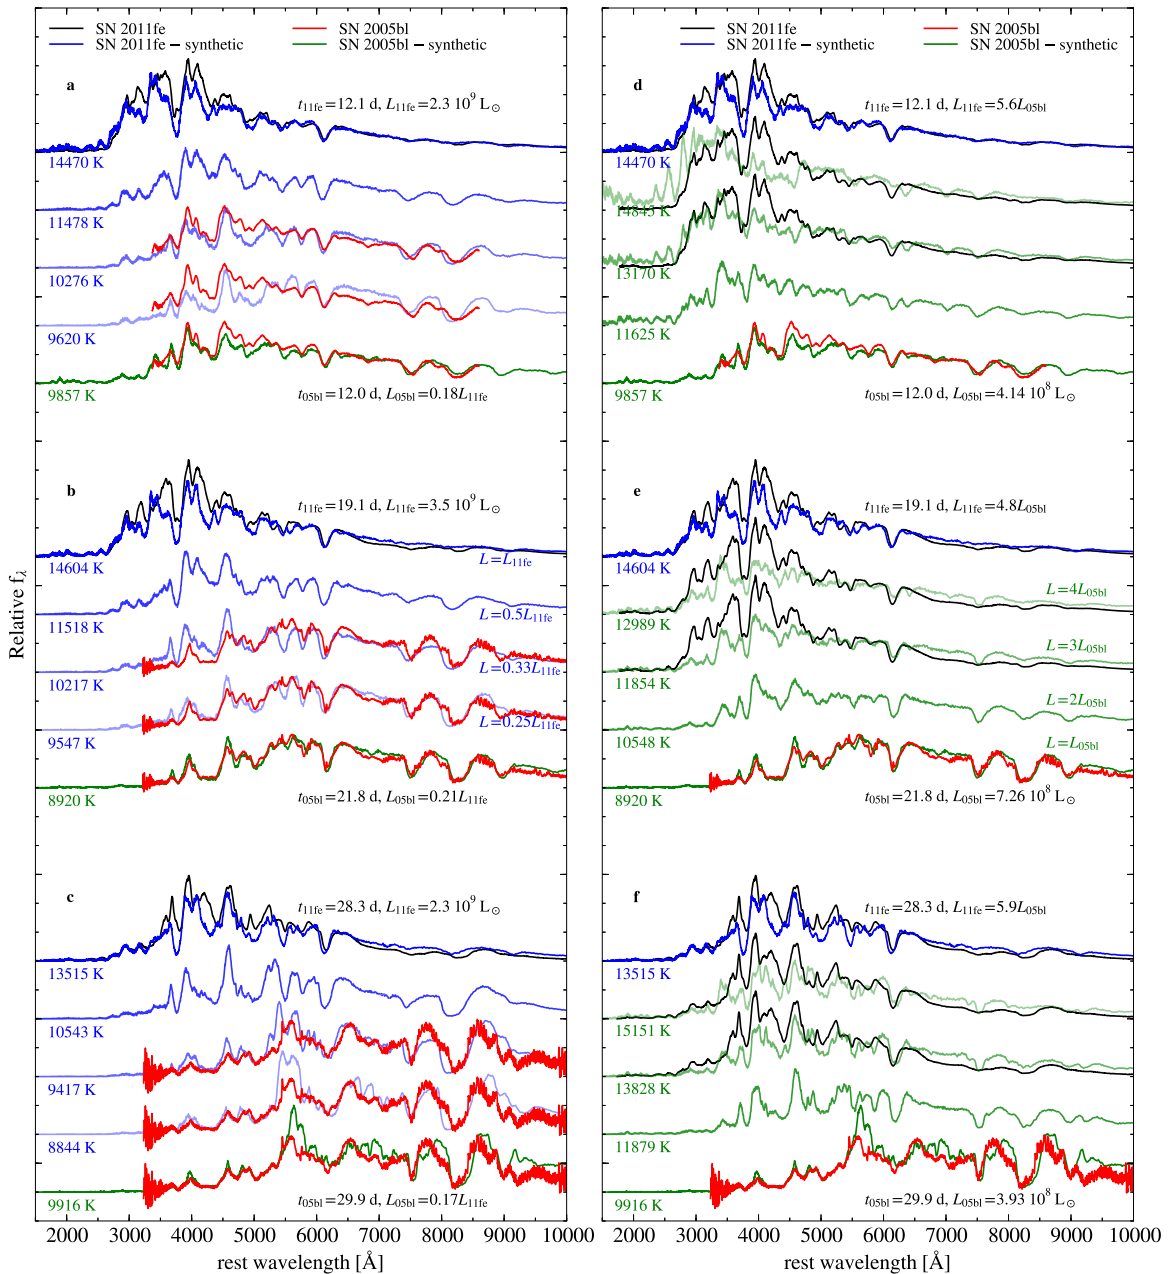 SN 2011fe
SN 2011fe − synthetic
SN 2005bl
SN 2005bl − synthetic
a
t11fe=12.1 d, L11fe=2.3 10^9 L⊙
14470 K
11478 K
10276 K
9620 K
9857 K
t05bl=12.0 d, L05bl=0.18L11fe
b
t11fe=19.1 d, L11fe=3.5 10^9 L⊙
14604 K
L=L11fe
11518 K
L=0.5L11fe
10217 K
L=0.33L11fe
9547 K
L=0.25L11fe
8920 K
t05bl=21.8 d, L05bl=0.21L11fe
c
t11fe=28.3 d, L11fe=2.3 10^9 L⊙
13515 K
10543 K
9417 K
8844 K
9916 K
t05bl=29.9 d, L05bl=0.17L11fe
2000 3000 4000 5000 6000 7000 8000 9000 10000
rest wavelength [Å]
Relative fλ
SN 2011fe
SN 2011fe − synthetic
SN 2005bl
SN 2005bl − synthetic
d
t11fe=12.1 d, L11fe=5.6L05bl
14470 K
14845 K
13170 K
11625 K
9857 K
t05bl=12.0 d, L05bl=4.14 10^8 L⊙
e
t11fe=19.1 d, L11fe=4.8L05bl
14604 K
L=4L05bl
12989 K
L=3L05bl
11854 K
L=2L05bl
10548 K
L=L05bl
8920 K
t05bl=21.8 d, L05bl=7.26 10^8 L⊙
f
t11fe=28.3 d, L11fe=5.9L05bl
13515 K
15151 K
13828 K
11879 K
9916 K
t05bl=29.9 d, L05bl=3.93 10^8 L⊙
2000 3000 4000 5000 6000 7000 8000 9000 10000
rest wavelength [Å]